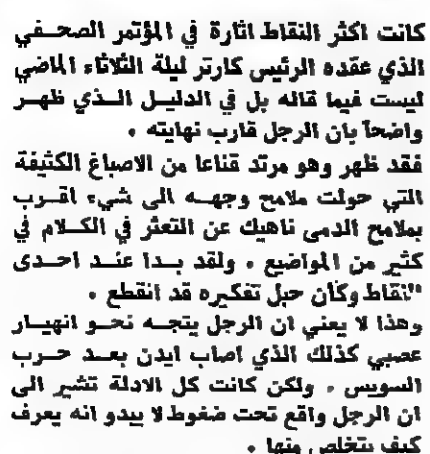 كانت اكثر النقاط اثارة في المؤتمر الصحفي
الذي عقده الرئيس كارتر ليلة الثلاثاء الماضي
ليست فيما قاله بل في الدليل الذي ظهر
واضحاً بان الرجل قارب نهايته .
فقد ظهر وهو مرتد قناعا من الاصباغ الكثيفة
التي حولت ملامح وجهه الى شيء اقرب
بملامح الدمى ناهيك عن التعثر في الكلام في
كثير من المواضيع . ولقد بدا عند احدى
النقاط وكأن حبل تفكيره قد انقطع .
وهذا لا يعني ان الرجل يتجه نحو انهيار
عصبي كذلك الذي اصاب ايدن بعد حرب
السويس . ولكن كانت كل الادلة تشير الى
ان الرجل واقع تحت ضغوط لا يبدو انه يعرف
كيف يتخلص منها .